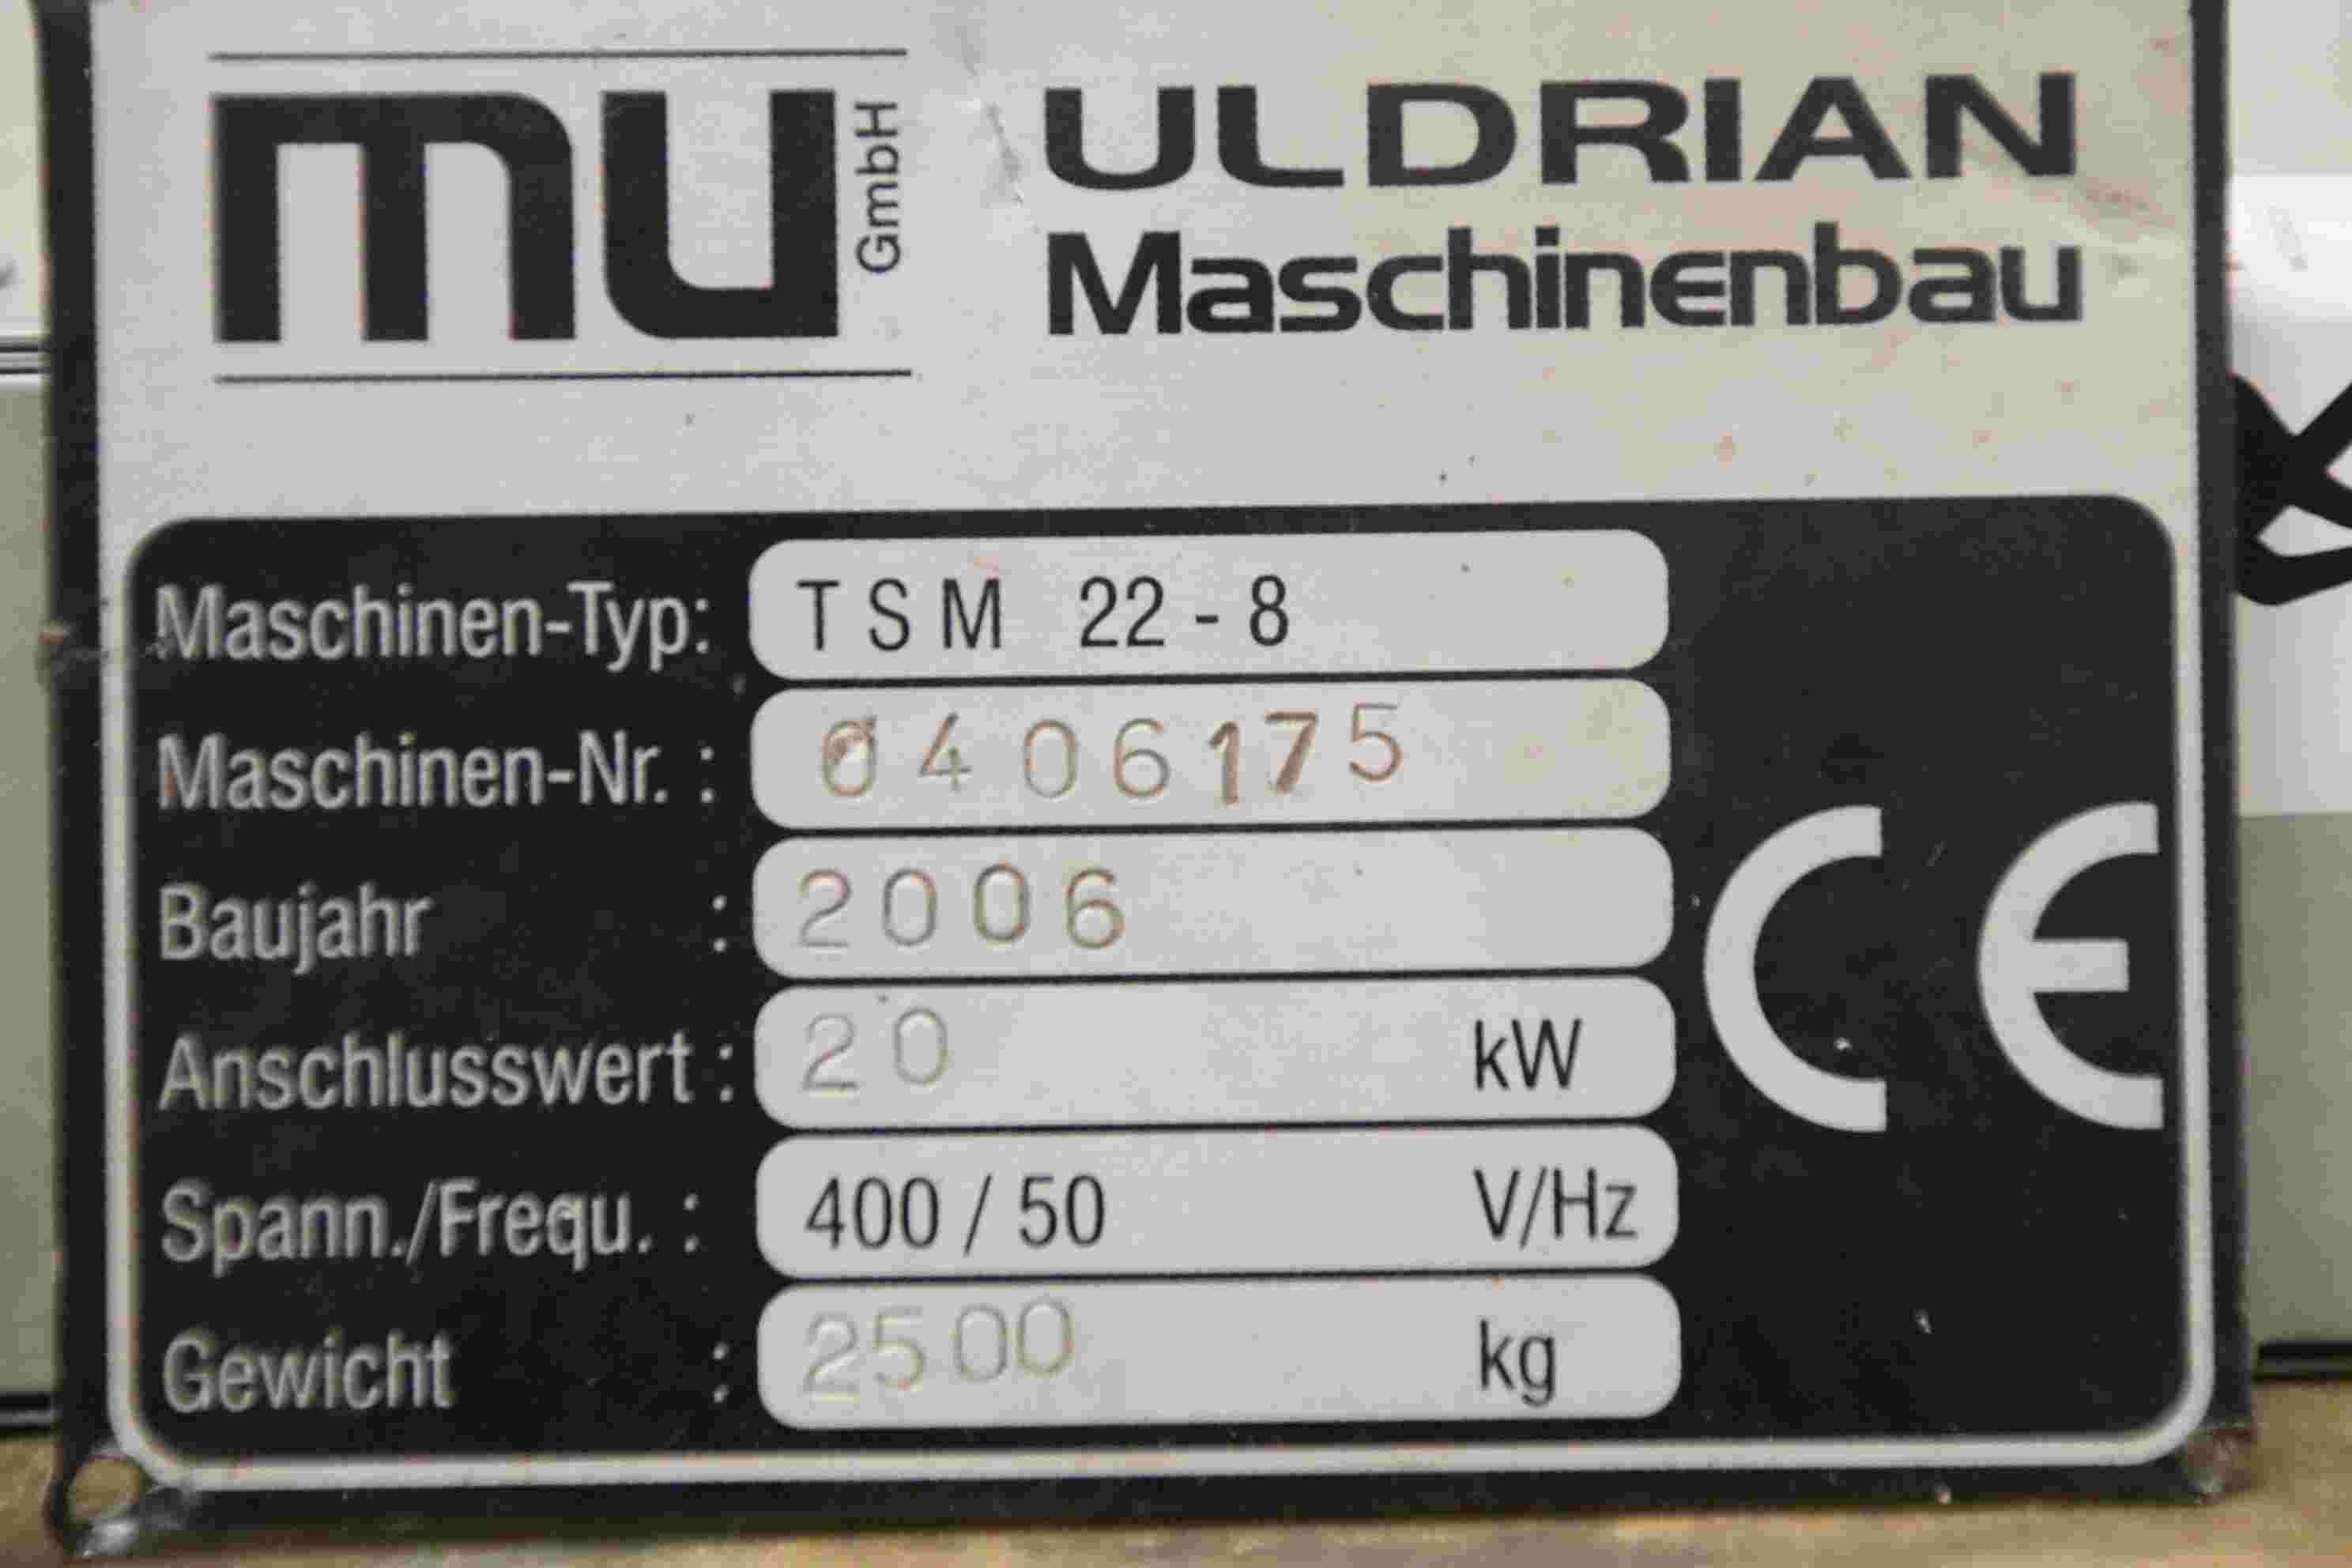 mu GmbH
ULDRIAN
Maschinenbau
Maschinen-Typ: TSM 22 - 8
Maschinen-Nr. : 0406175
Baujahr : 2006
Anschlusswert : 20 kW
Spann./Frequ. : 400 / 50 V/Hz
Gewicht : 2500 kg
CE